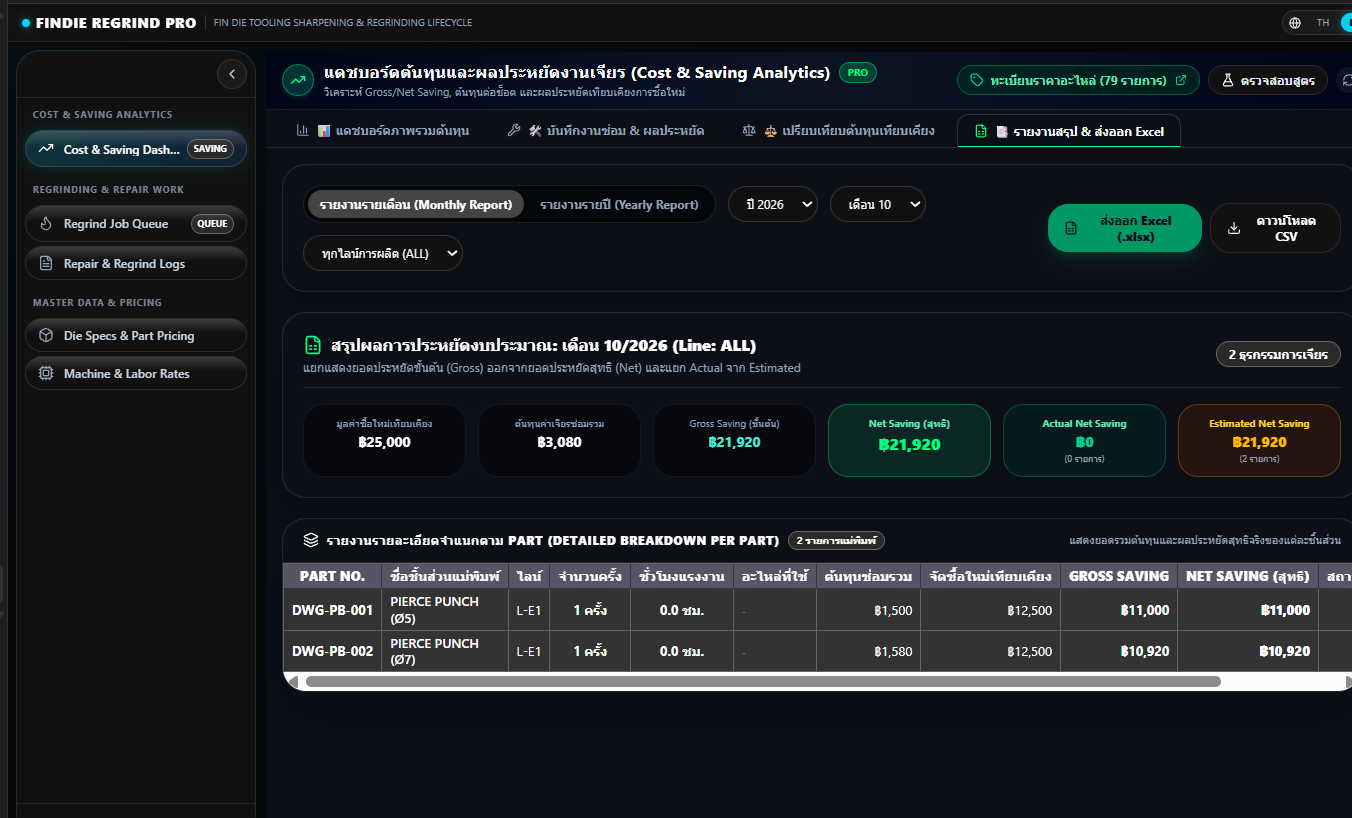 FINDIE REGRIND PRO
FIN DIE TOOLING SHARPENING & REGRINDING LIFECYCLE
TH
COST & SAVING ANALYTICS
Cost & Saving Dash...
SAVING
REGRINDING & REPAIR WORK
Regrind Job Queue
QUEUE
Repair & Regrind Logs
MASTER DATA & PRICING
Die Specs & Part Pricing
Machine & Labor Rates
แดชบอร์ดต้นทุนและผลประหยัดงานเจียร (Cost & Saving Analytics)
PRO
วิเคราะห์ Gross/Net Saving, ต้นทุนต่อช็อต และผลประหยัดเทียบเคียงการซื้อใหม่
ทะเบียนราคาอะไหล่ (79 รายการ)
ตรวจสอบสูตร
แดชบอร์ดภาพรวมต้นทุน
บันทึกงานซ่อม & ผลประหยัด
เปรียบเทียบต้นทุนเทียบเคียง
รายงานสรุป & ส่งออก Excel
รายงานรายเดือน (Monthly Report)
รายงานรายปี (Yearly Report)
ปี 2026
เดือน 10
ทุกไลน์การผลิต (ALL)
ส่งออก Excel
(.xlsx)
ดาวน์โหลด
CSV
สรุปผลการประหยัดงบประมาณ: เดือน 10/2026 (Line: ALL)
แยกแสดงยอดประหยัดขั้นต้น (Gross) ออกจากยอดประหยัดสุทธิ (Net) และแยก Actual จาก Estimated
2 ธุรกรรมการเจียร
มูลค่าซื้อใหม่เทียบเคียง
฿25,000
ต้นทุนค่าเจียรซ่อมรวม
฿3,080
Gross Saving (ขั้นต้น)
฿21,920
Net Saving (สุทธิ)
฿21,920
Actual Net Saving
฿0
(0 รายการ)
Estimated Net Saving
฿21,920
(2 รายการ)
รายงานรายละเอียดจำแนกตาม PART (DETAILED BREAKDOWN PER PART)
2 รายการแม่พิมพ์
แสดงยอดรวมต้นทุนและผลประหยัดสุทธิจริงของแต่ละชิ้นส่วน
PART NO. ชื่อชิ้นส่วนแม่พิมพ์ ไลน์ จำนวนครั้ง ชั่วโมงแรงงาน อะไหล่ที่ใช้ ต้นทุนซ่อมรวม จัดซื้อใหม่เทียบเคียง GROSS SAVING NET SAVING (สุทธิ) สถา
DWG-PB-001 PIERCE PUNCH (Ø5) L-E1 1 ครั้ง 0.0 ชม. - ฿1,500 ฿12,500 ฿11,000 ฿11,000
DWG-PB-002 PIERCE PUNCH (Ø7) L-E1 1 ครั้ง 0.0 ชม. - ฿1,580 ฿12,500 ฿10,920 ฿10,920